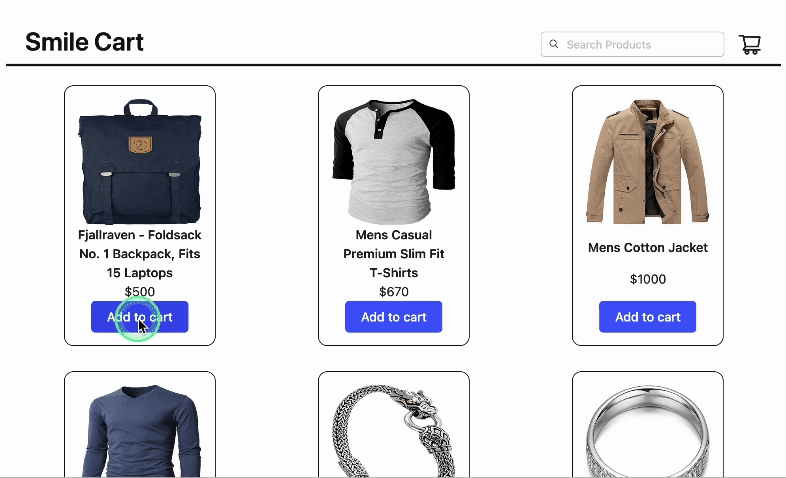 Smile Cart
Search Products
Fjallraven - Foldsack
No. 1 Backpack, Fits
15 Laptops
$500
Add to cart
Mens Casual
Premium Slim Fit
T-Shirts
$670
Add to cart
Mens Cotton Jacket
$1000
Add to cart